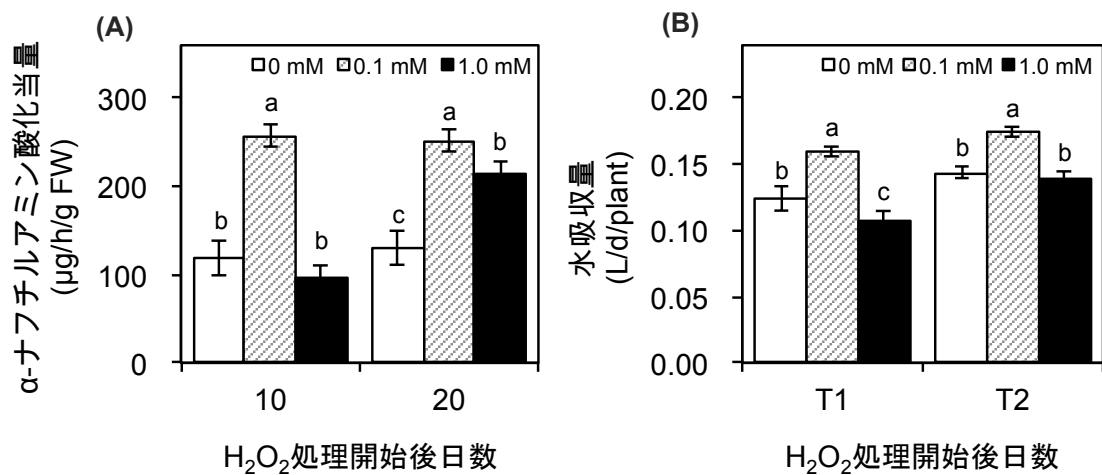 (A)
0 mM 0.1 mM 1.0 mM
α-ナフチルアミン酸化当量
(μg/h/g FW)
300
200
100
0
b a b c a b
10 20
H₂O₂処理開始後日数
(B)
0 mM 0.1 mM 1.0 mM
水吸収量
(L/d/plant)
0.20
0.15
0.10
0.05
0.00
b a c b a b
T1 T2
H₂O₂処理開始後日数